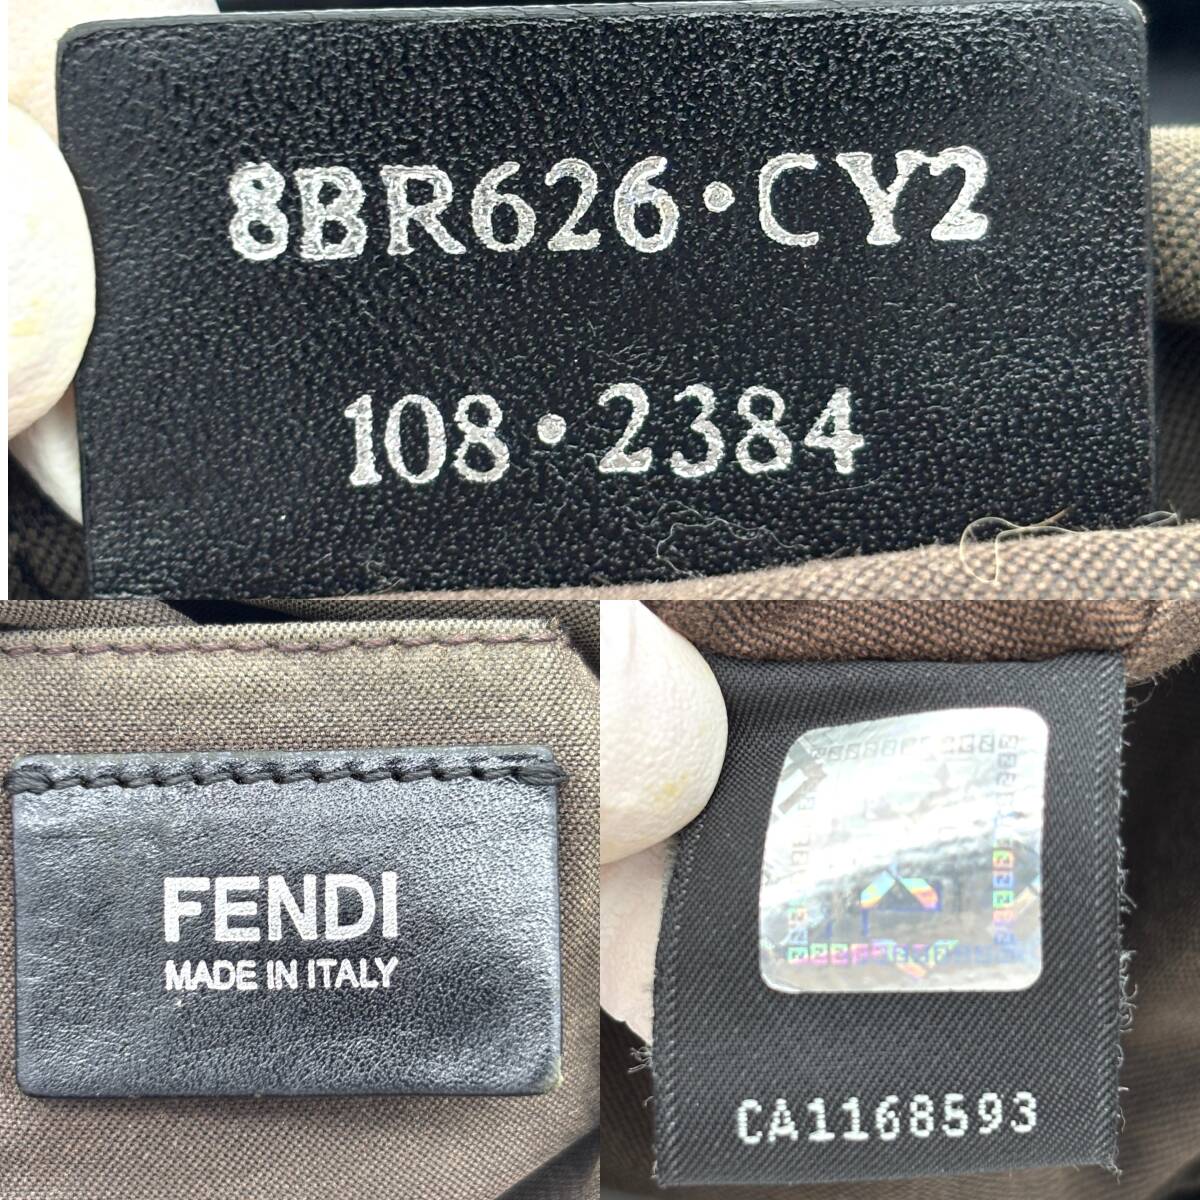 8BR626·CY2
108·2384
FENDI
MADE IN ITALY
CA1168593